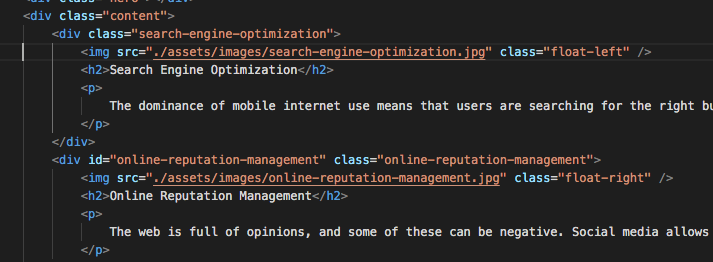 <div class="hero"></div>
<div class="content">
<div class="search-engine-optimization">
<img src="./assets/images/search-engine-optimization.jpg" class="float-left" />
<h2>Search Engine Optimization</h2>
<p>
The dominance of mobile internet use means that users are searching for the right bu
</p>
</div>
<div id="online-reputation-management" class="online-reputation-management">
<img src="./assets/images/online-reputation-management.jpg" class="float-right" />
<h2>Online Reputation Management</h2>
<p>
The web is full of opinions, and some of these can be negative. Social media allows
</p>